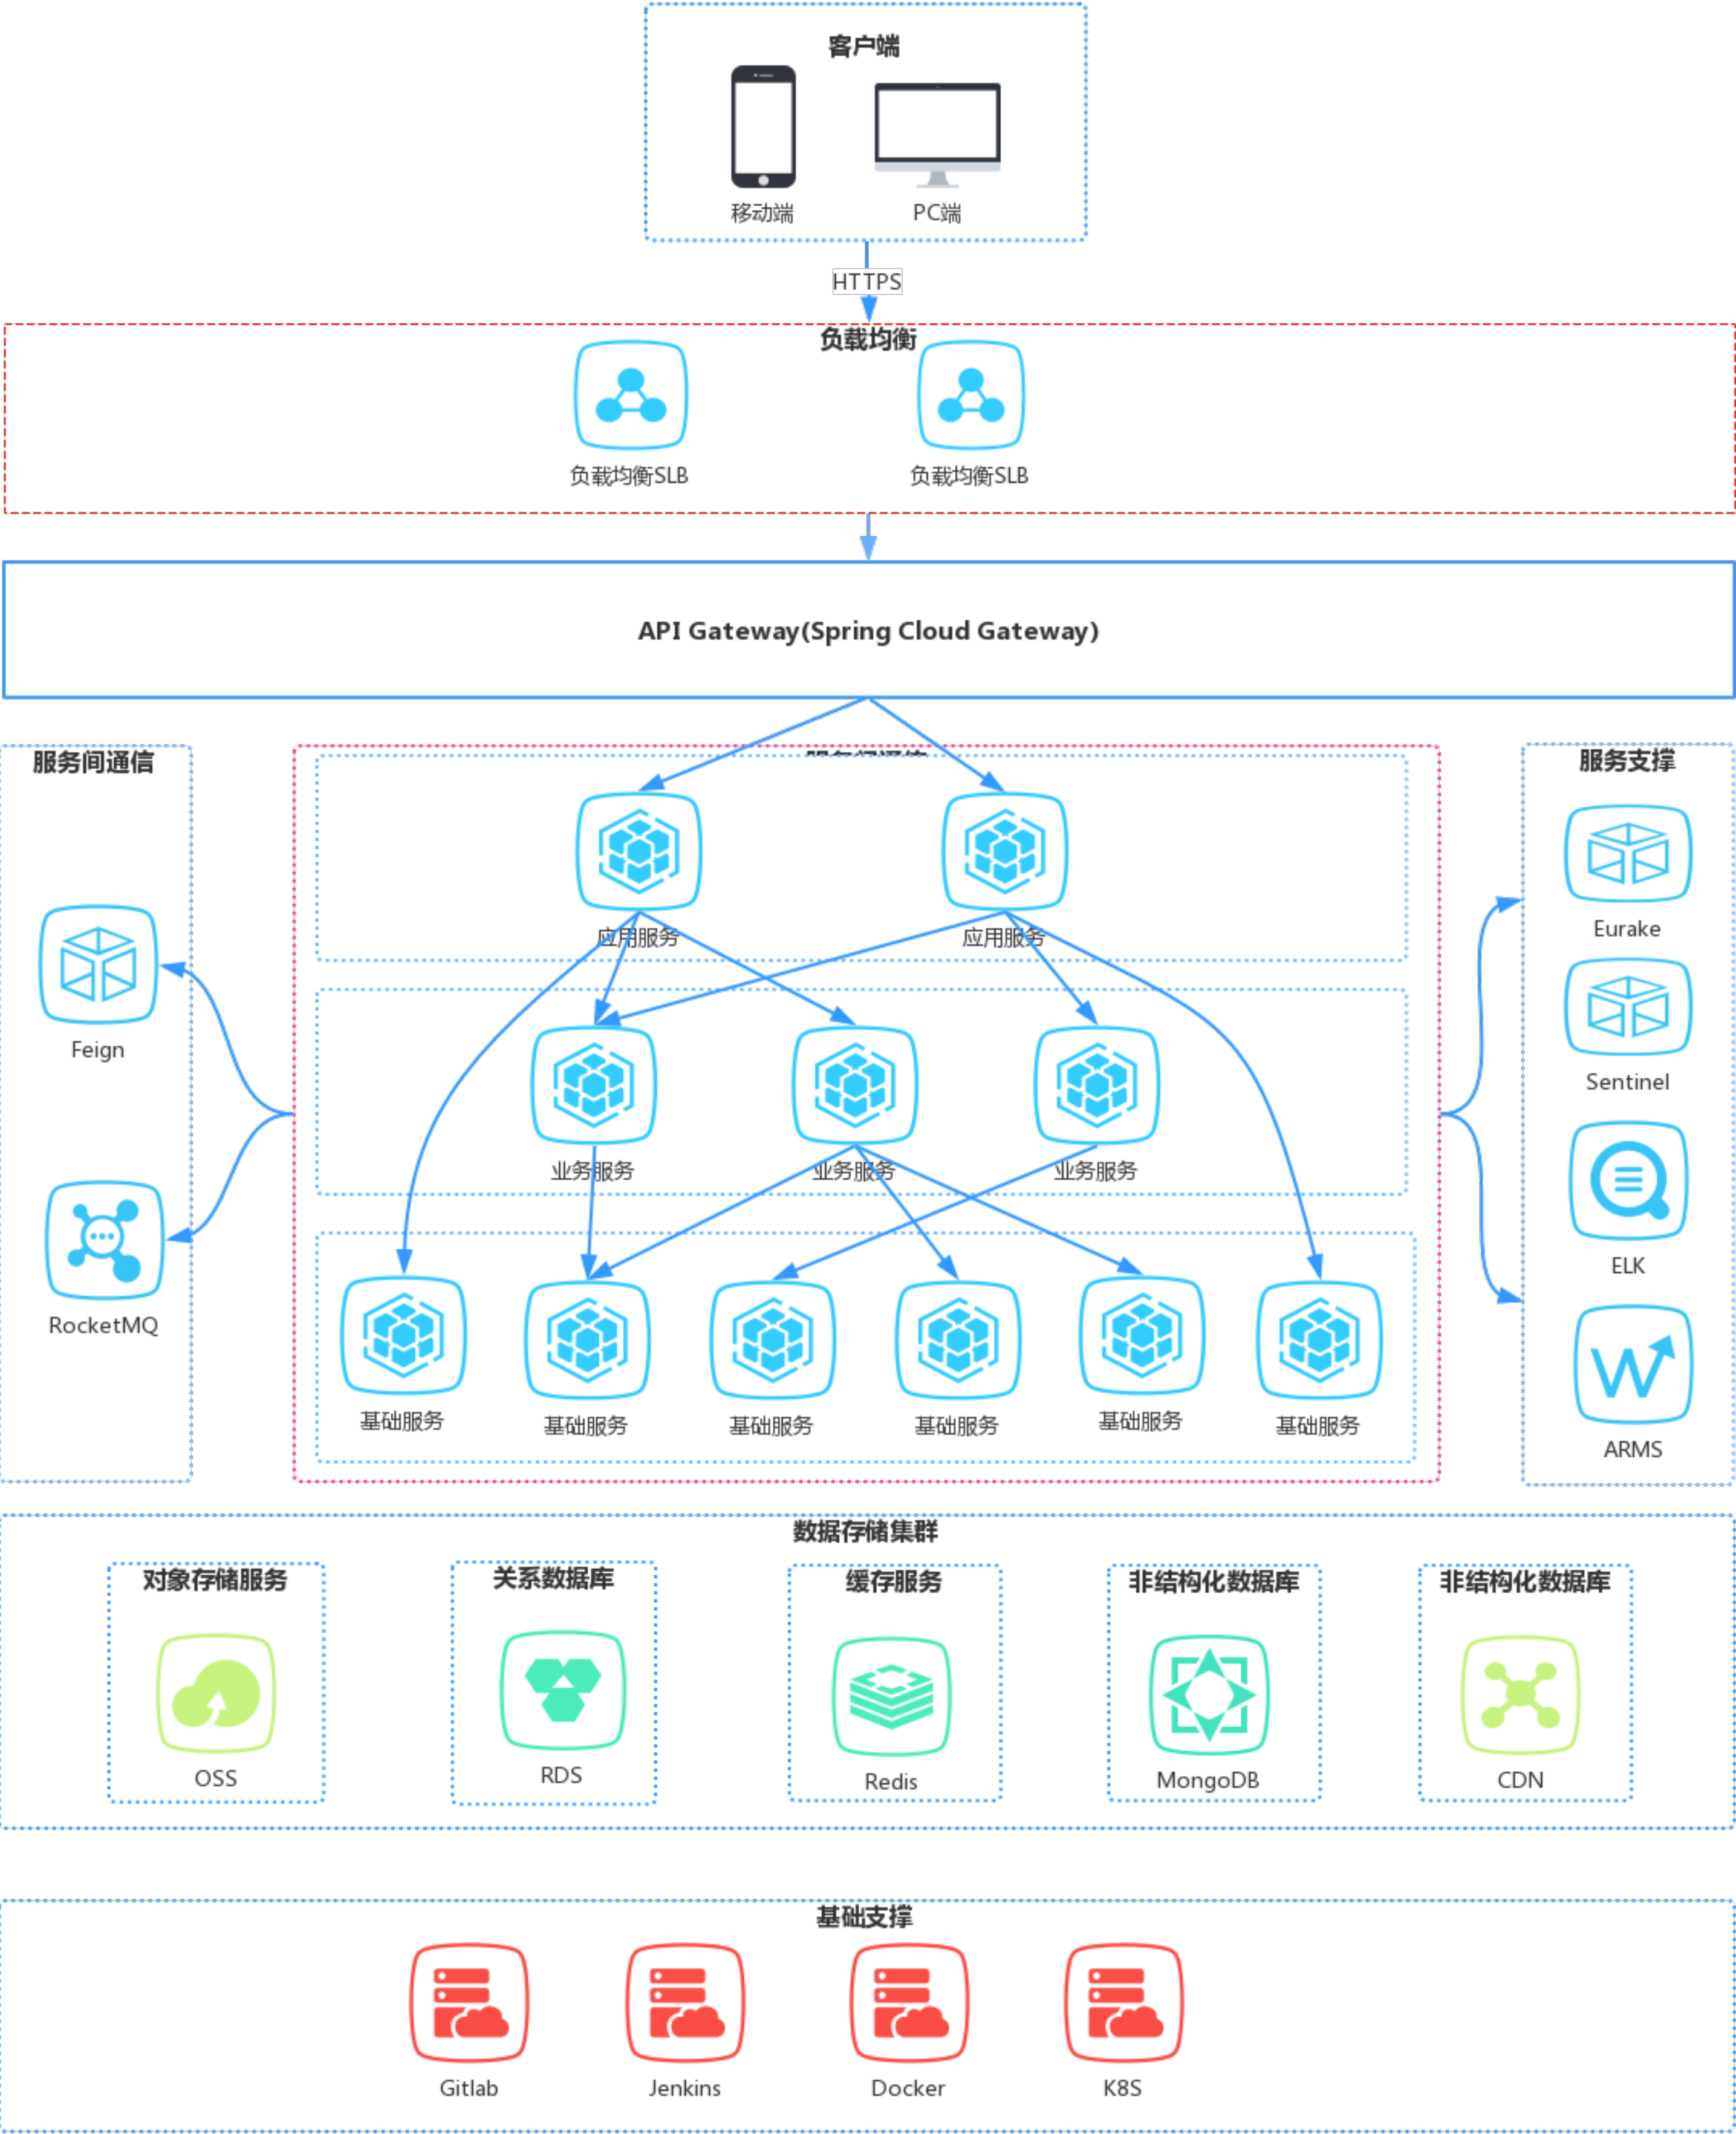 客户端
移动端
PC端
HTTPS
负载均衡
负载均衡SLB
负载均衡SLB
API Gateway(Spring Cloud Gateway)
服务间通信
Feign
RocketMQ
应用服务
应用服务
业务服务
业务服务
业务服务
基础服务
基础服务
基础服务
基础服务
基础服务
基础服务
服务支撑
Eurake
Sentinel
ELK
ARMS
数据存储集群
对象存储服务
OSS
关系数据库
RDS
缓存服务
Redis
非结构化数据库
MongoDB
非结构化数据库
CDN
基础支撑
Gitlab
Jenkins
Docker
K8S